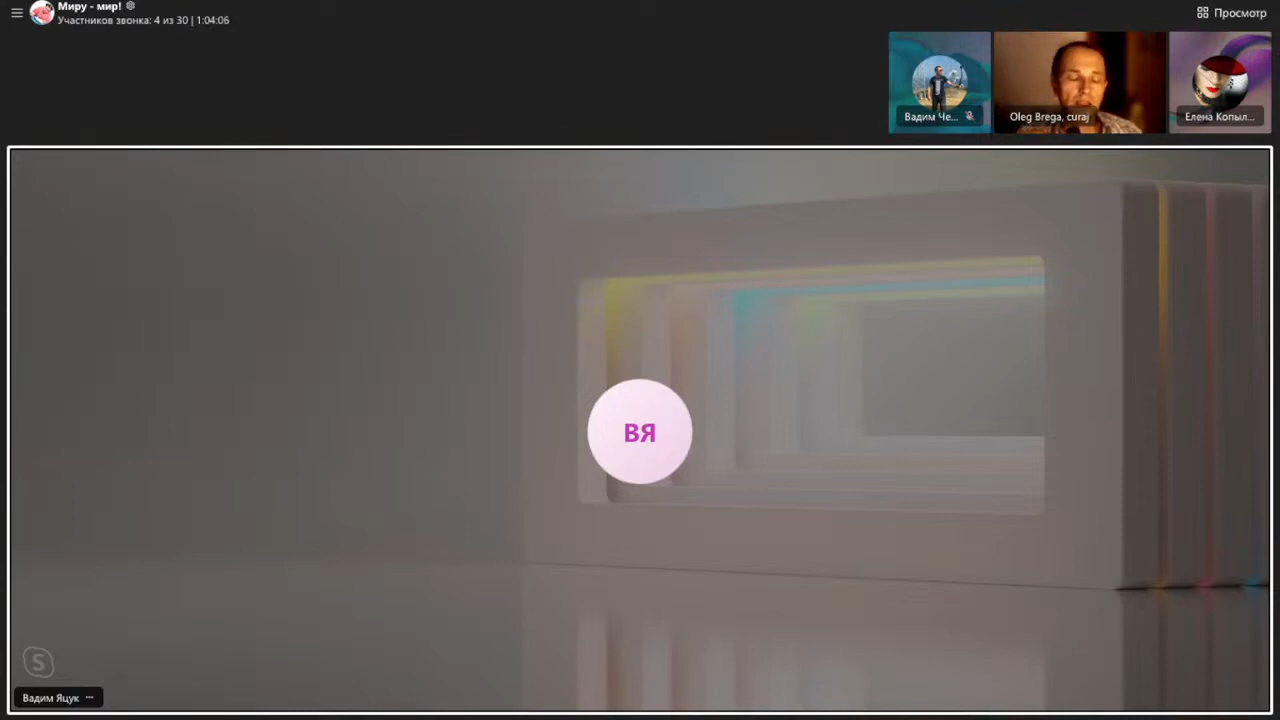 Миру - мир!
Участников звонка: 4 из 30 | 1:04:06
Просмотр
Вадим Че...
Oleg Brega, curaj
Елена Копыл...
ВЯ
Вадим Яцук